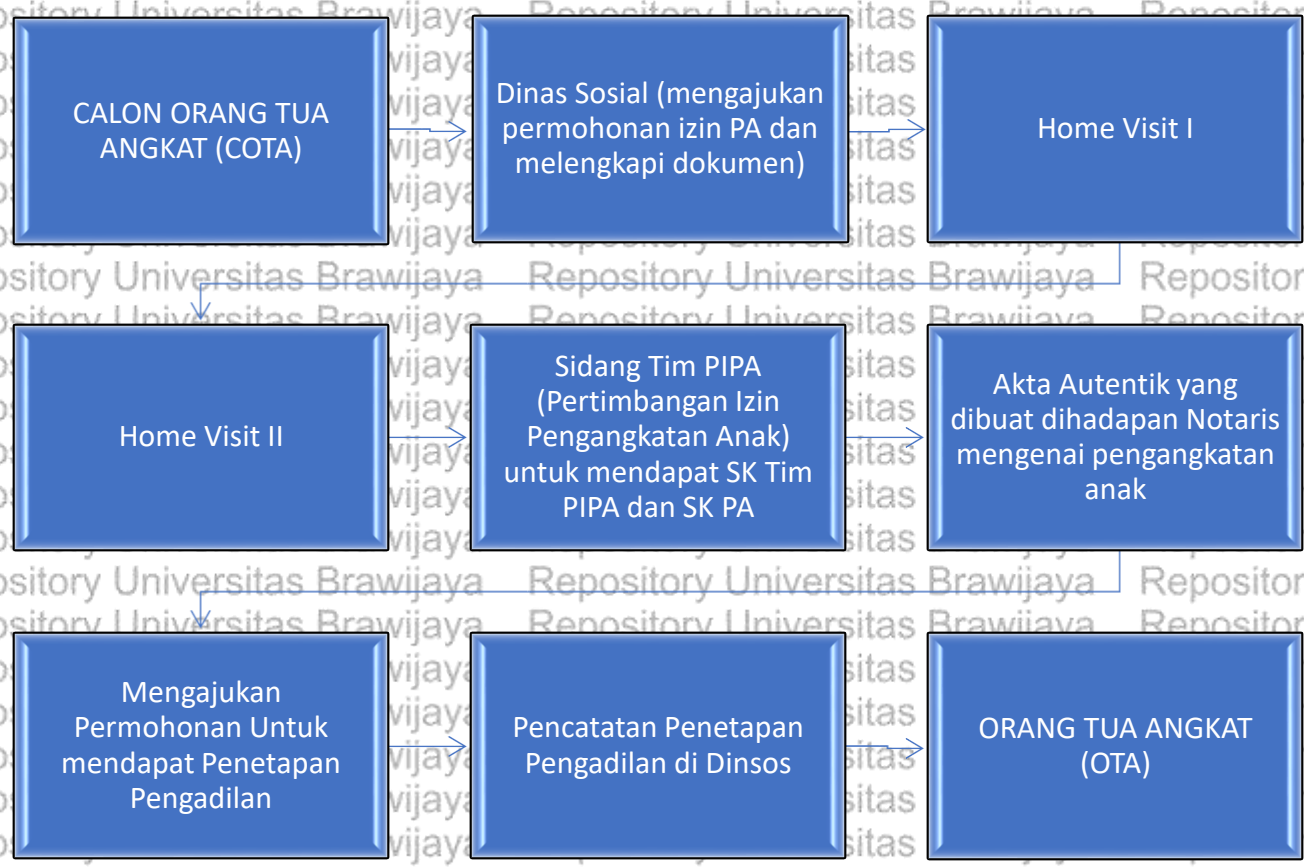 CALON ORANG TUA
ANGKAT (COTA)
Dinas Sosial (mengajukan
permohonan izin PA dan
melengkapi dokumen)
Home Visit I
Home Visit II
Sidang Tim PIPA
(Pertimbangan Izin
Pengangkatan Anak)
untuk mendapat SK Tim
PIPA dan SK PA
Akta Autentik yang
dibuat dihadapan Notaris
mengenai pengangkatan
anak
Mengajukan
Permohonan Untuk
mendapat Penetapan
Pengadilan
Pencatatan Penetapan
Pengadilan di Dinsos
ORANG TUA ANGKAT
(OTA)
Repository Universitas Brawijaya